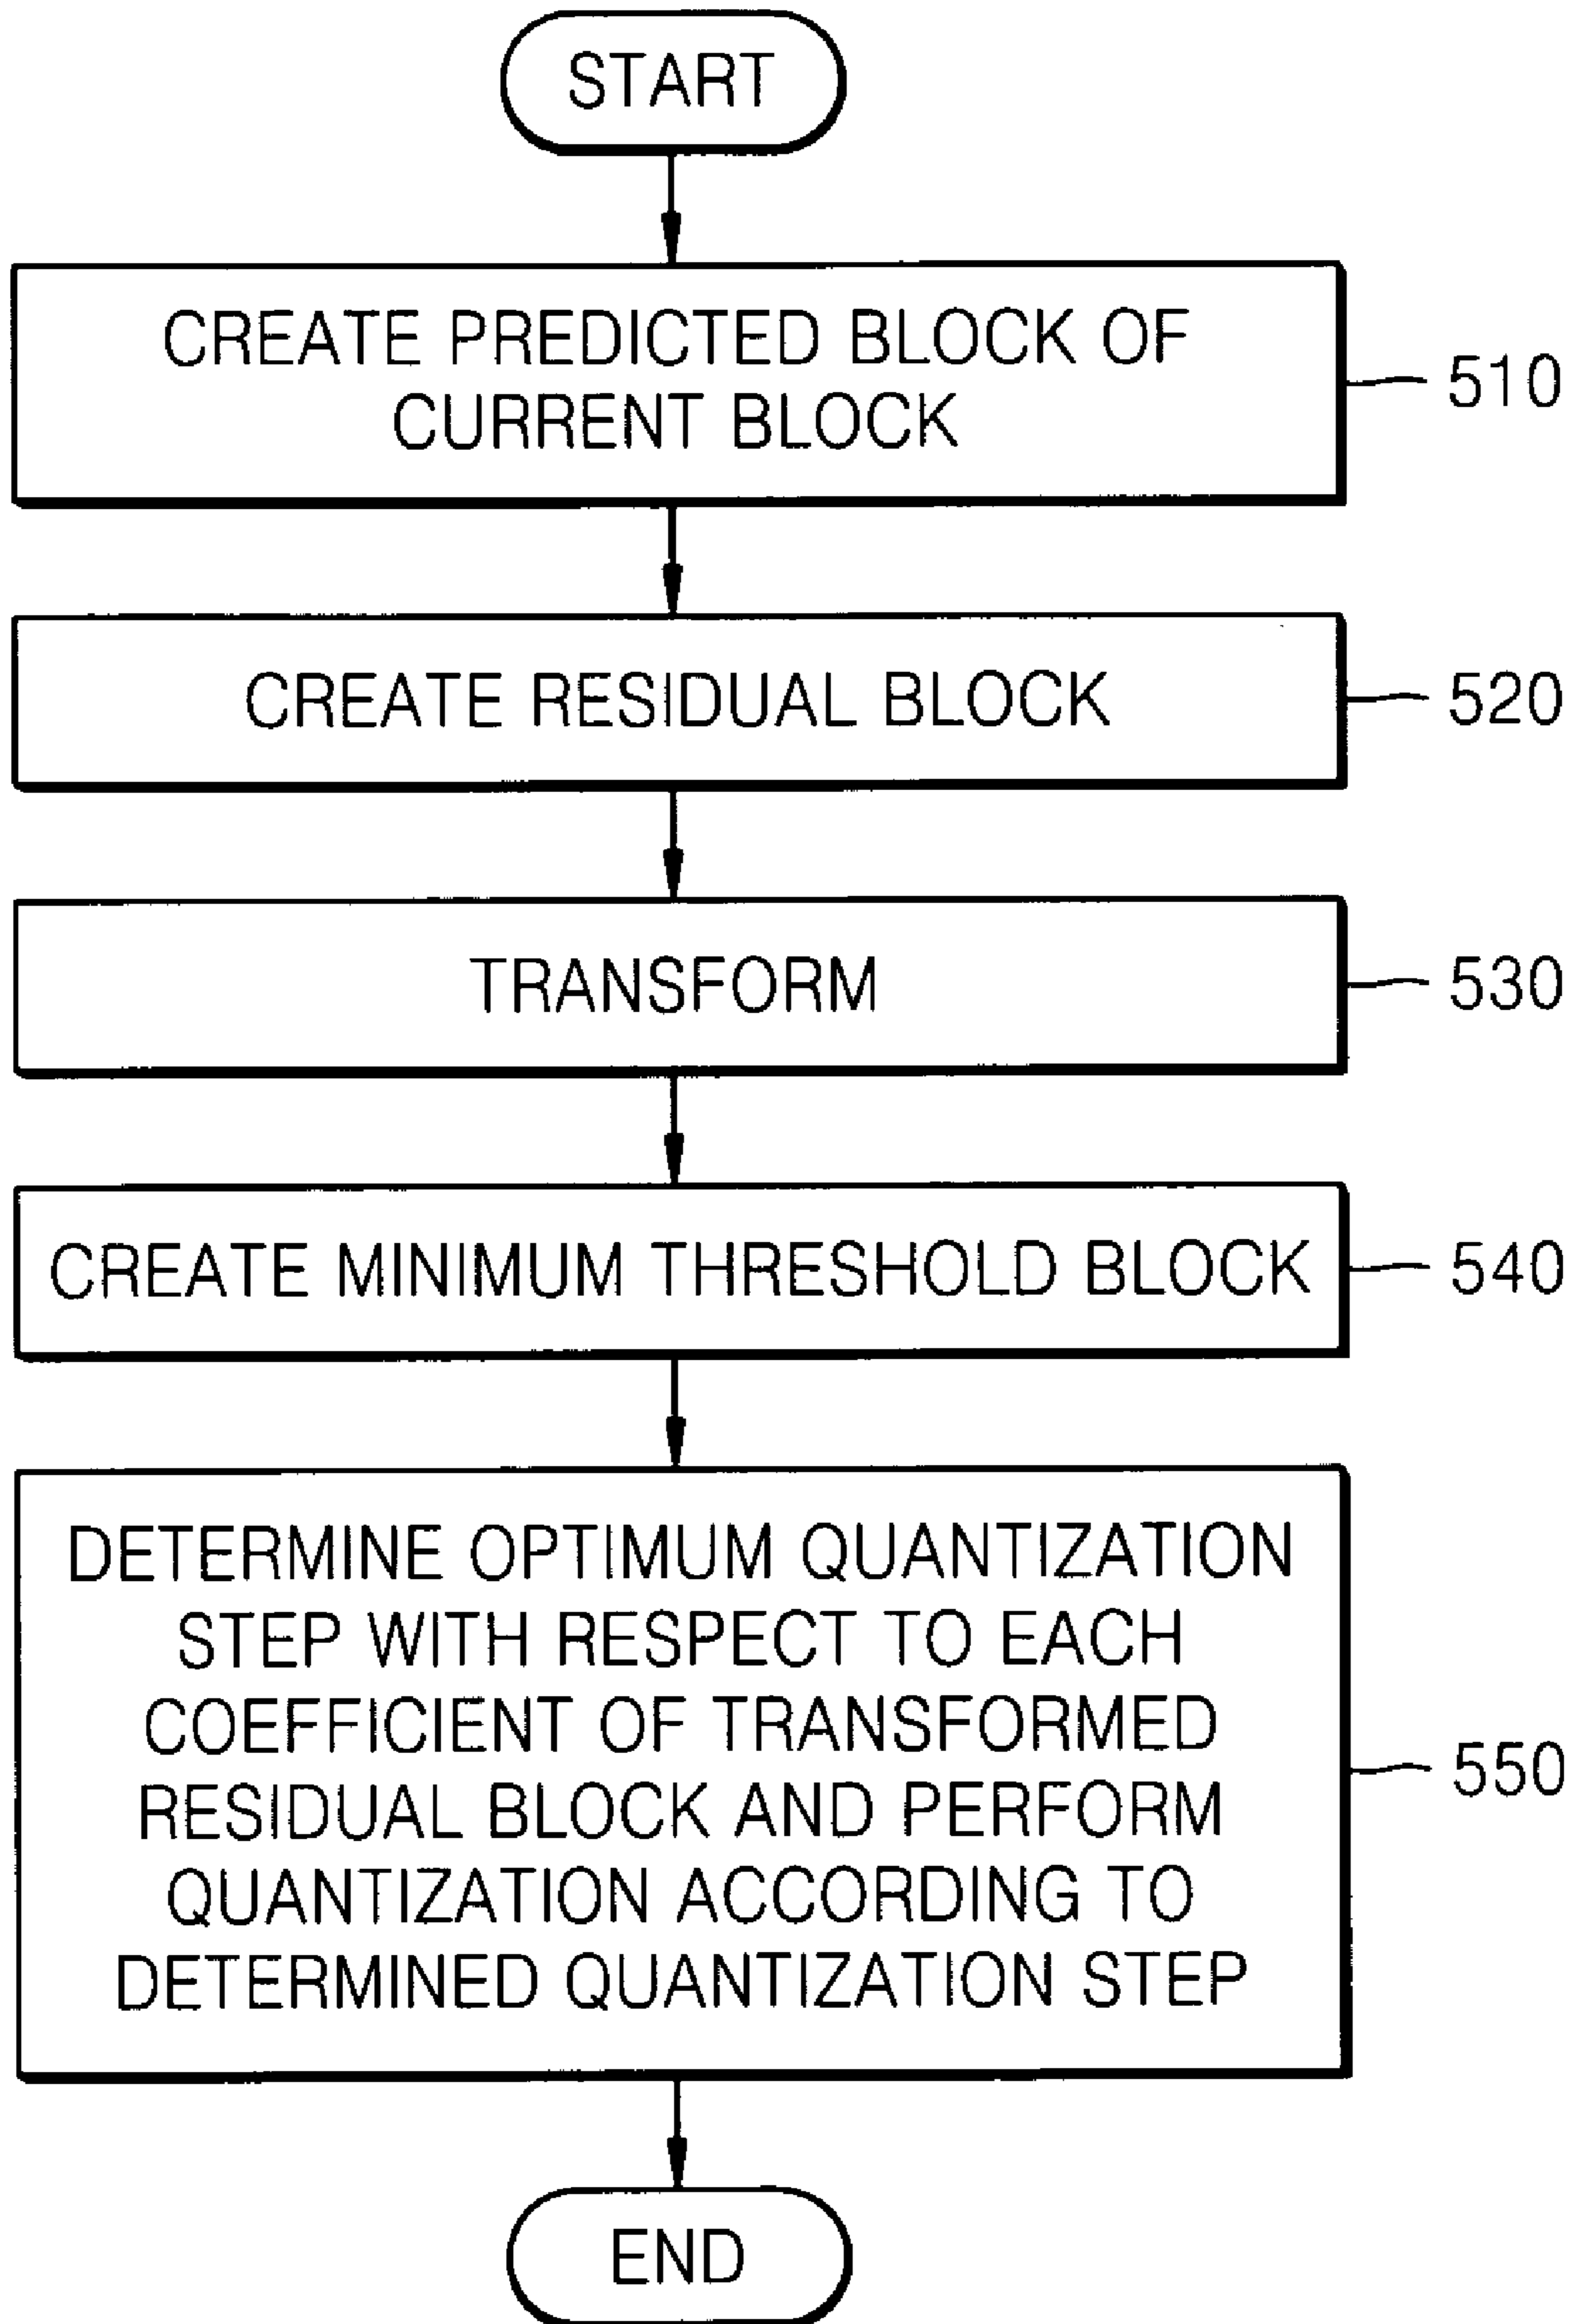 START
CREATE PREDICTED BLOCK OF
CURRENT BLOCK
510
CREATE RESIDUAL BLOCK
520
TRANSFORM
530
CREATE MINIMUM THRESHOLD BLOCK
540
DETERMINE OPTIMUM QUANTIZATION
STEP WITH RESPECT TO EACH
COEFFICIENT OF TRANSFORMED
RESIDUAL BLOCK AND PERFORM
QUANTIZATION ACCORDING TO
DETERMINED QUANTIZATION STEP
550
END